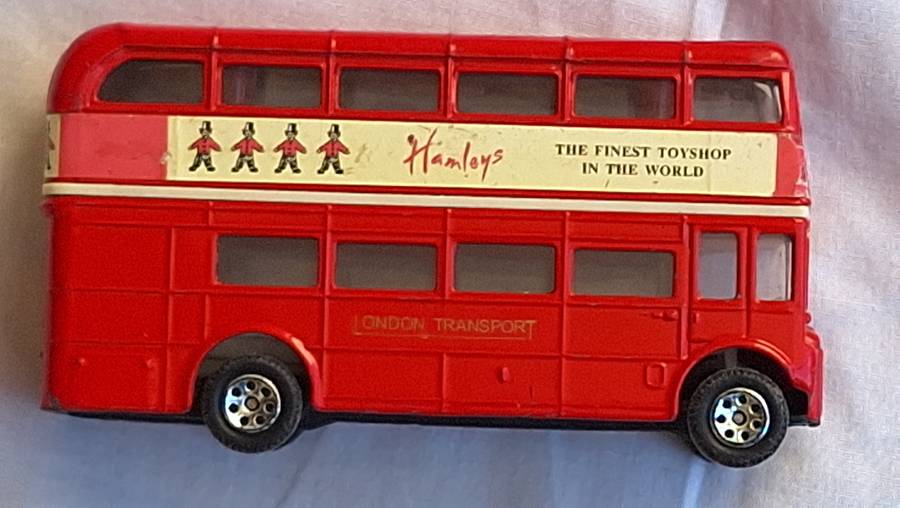 Hamleys
THE FINEST TOYSHOP
IN THE WORLD
LONDON TRANSPORT